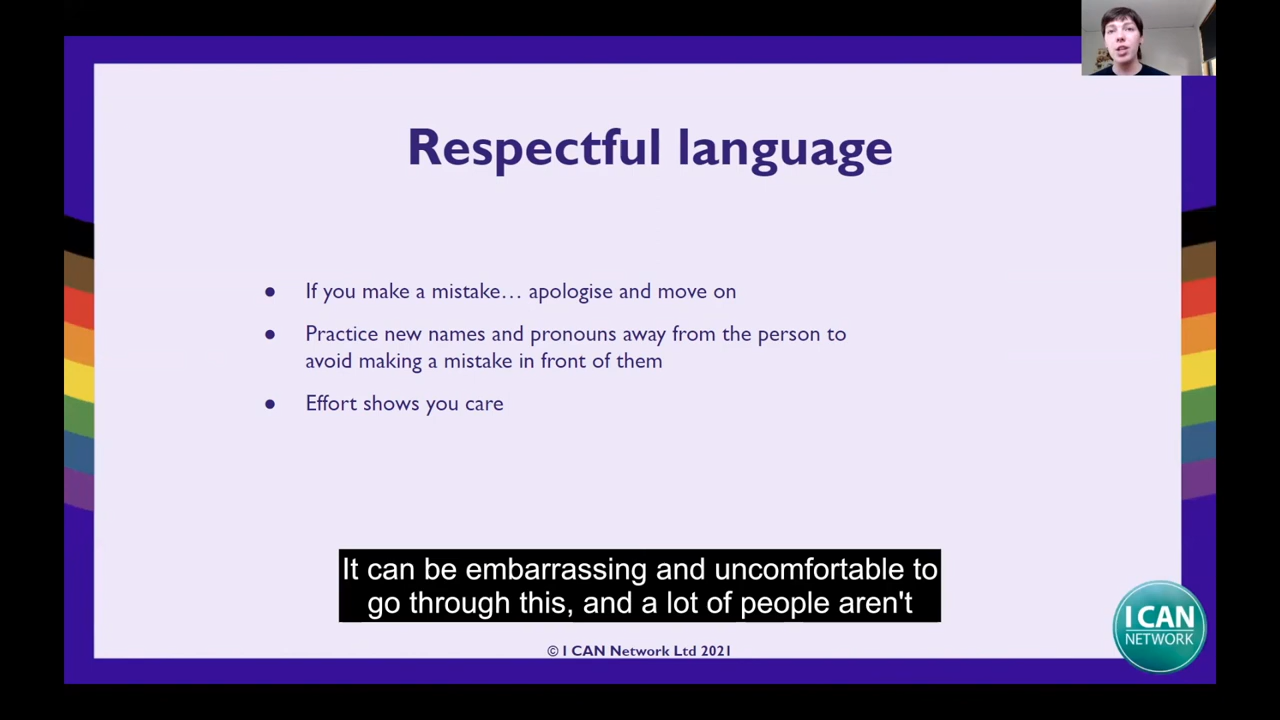 Respectful language
● If you make a mistake… apologise and move on
● Practice new names and pronouns away from the person to
avoid making a mistake in front of them
● Effort shows you care
It can be embarrassing and uncomfortable to
go through this, and a lot of people aren't
© I CAN Network Ltd 2021
I CAN
NETWORK